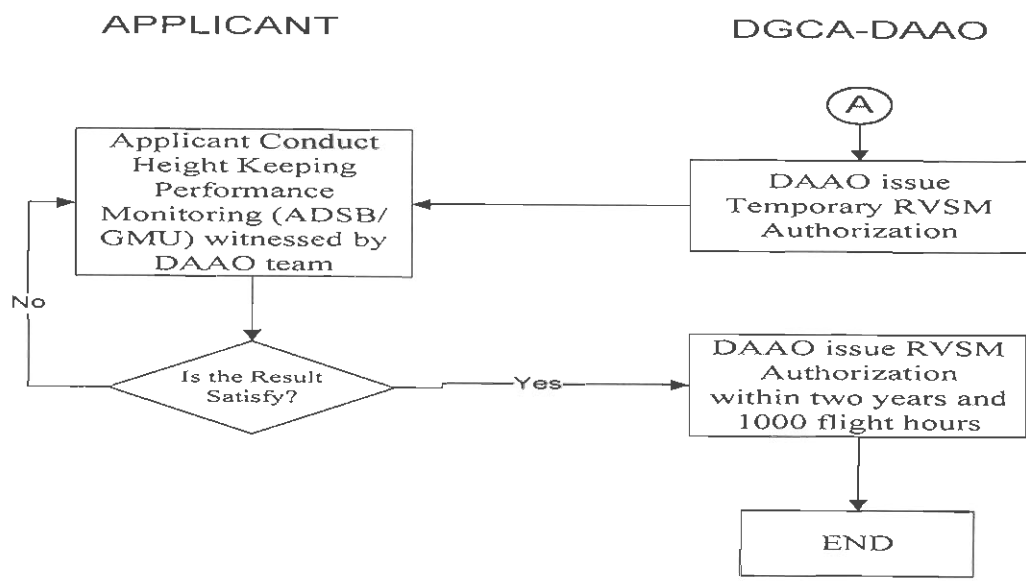 APPLICANT
DGCA-DAAO
A
Applicant Conduct
Height Keeping
Performance
Monitoring (ADSB/
GMU) witnessed by
DAAO team
DAAO issue
Temporary RVSM
Authorization
No
Is the Result
Satisfy?
Yes
DAAO issue RVSM
Authorization
within two years and
1000 flight hours
END